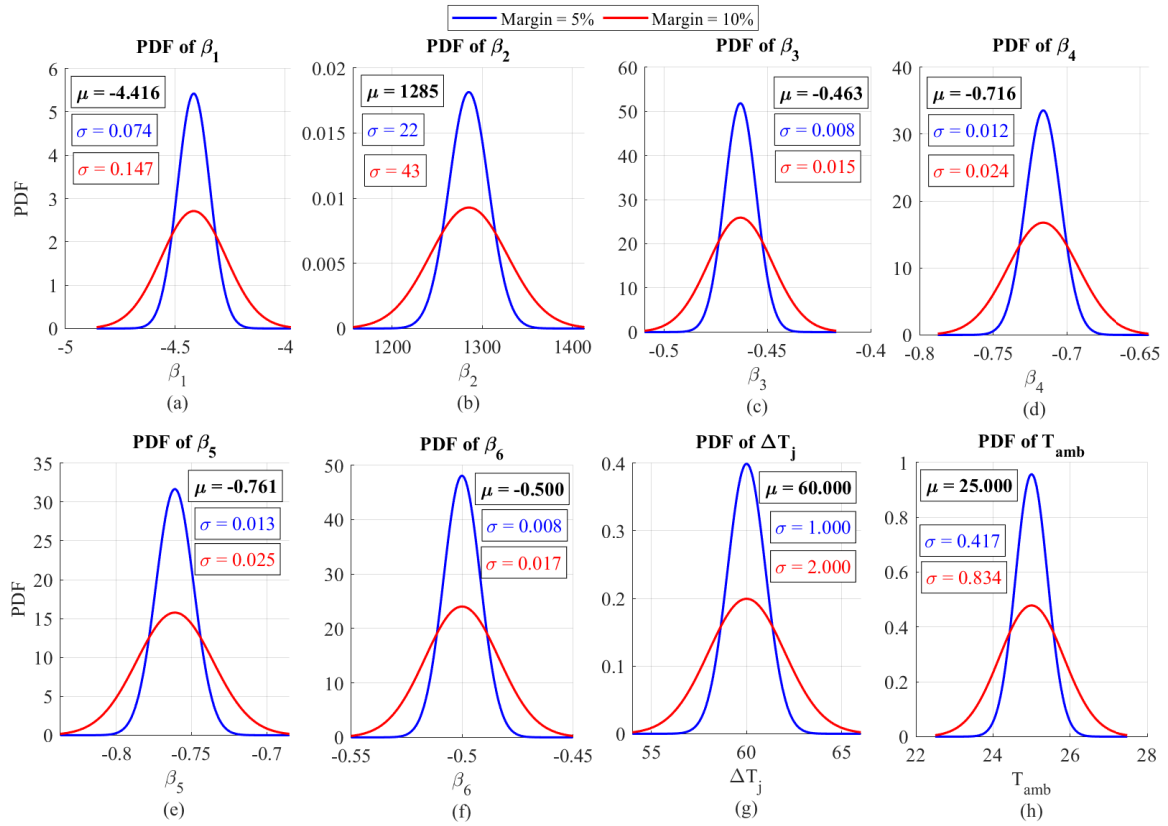 Margin = 5% Margin = 10%
PDF of β₁
6
5
4
3
2
1
0
PDF
μ = -4.416
σ = 0.074
σ = 0.147
-5 -4.5 -4
β₁
(a)
PDF of β₂
0.02
0.015
0.01
0.005
0
μ = 1285
σ = 22
σ = 43
1200 1300 1400
β₂
(b)
PDF of β₃
60
50
40
30
20
10
0
μ = -0.463
σ = 0.008
σ = 0.015
-0.5 -0.45 -0.4
β₃
(c)
PDF of β₄
40
30
20
10
0
μ = -0.716
σ = 0.012
σ = 0.024
-0.8 -0.75 -0.7 -0.65
β₄
(d)
PDF of β₅
35
30
25
20
15
10
5
0
PDF
μ = -0.761
σ = 0.013
σ = 0.025
-0.8 -0.75 -0.7
β₅
(e)
PDF of β₆
50
40
30
20
10
0
μ = -0.500
σ = 0.008
σ = 0.017
-0.55 -0.5 -0.45
β₆
(f)
PDF of ΔTⱼ
0.4
0.3
0.2
0.1
0
μ = 60.000
σ = 1.000
σ = 2.000
55 60 65
ΔTⱼ
(g)
PDF of T_amb
1
0.8
0.6
0.4
0.2
0
μ = 25.000
σ = 0.417
σ = 0.834
22 24 26 28
T_amb
(h)